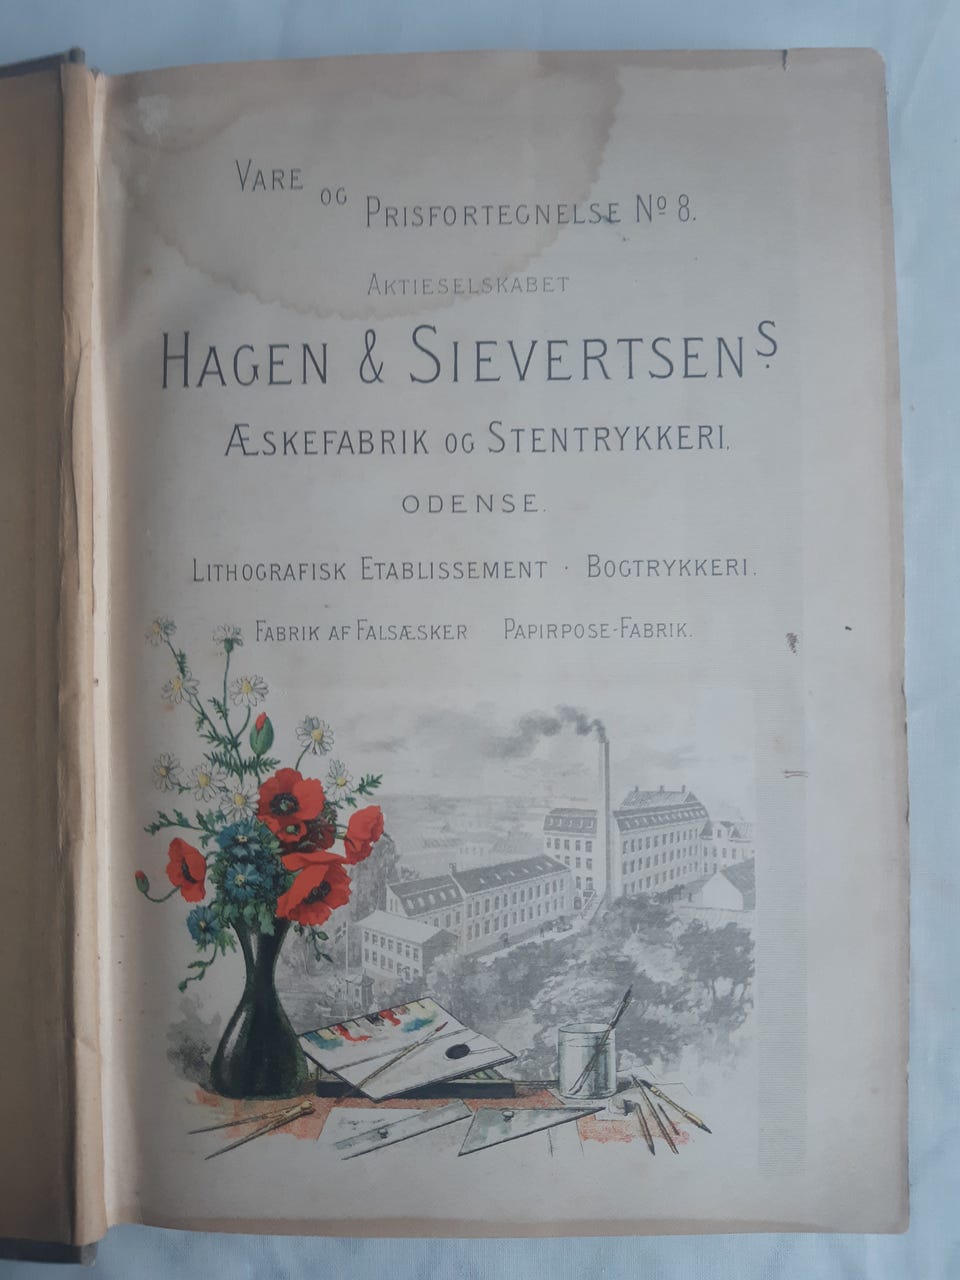 VARE OG PRISFORTEGNELSE Nº 8.
AKTIESELSKABET
HAGEN & SIEVERTSENS.
ÆSKEFABRIK OG STENTRYKKERI.
ODENSE.
LITHOGRAFISK ETABLISSEMENT · BOGTRYKKERI.
FABRIK AF FALSÆSKER PAPIRPOSE-FABRIK.